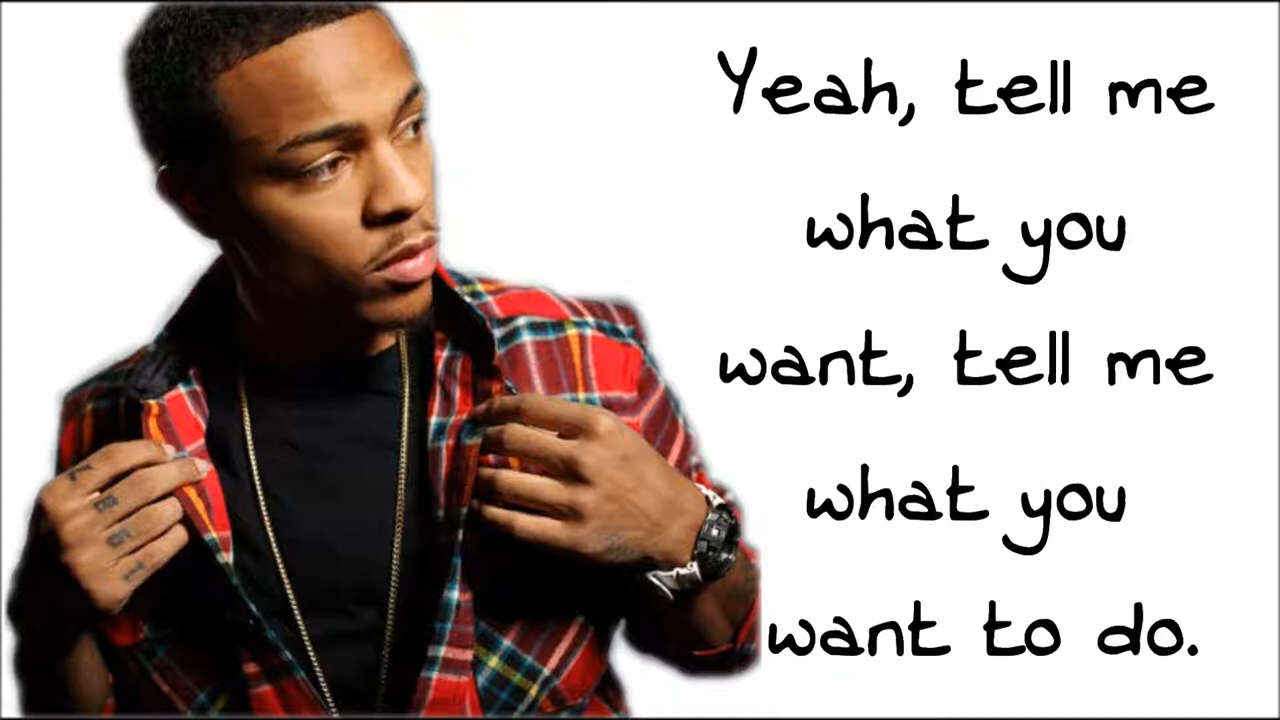 Yeah, tell me
what you
want, tell me
what you
want to do.